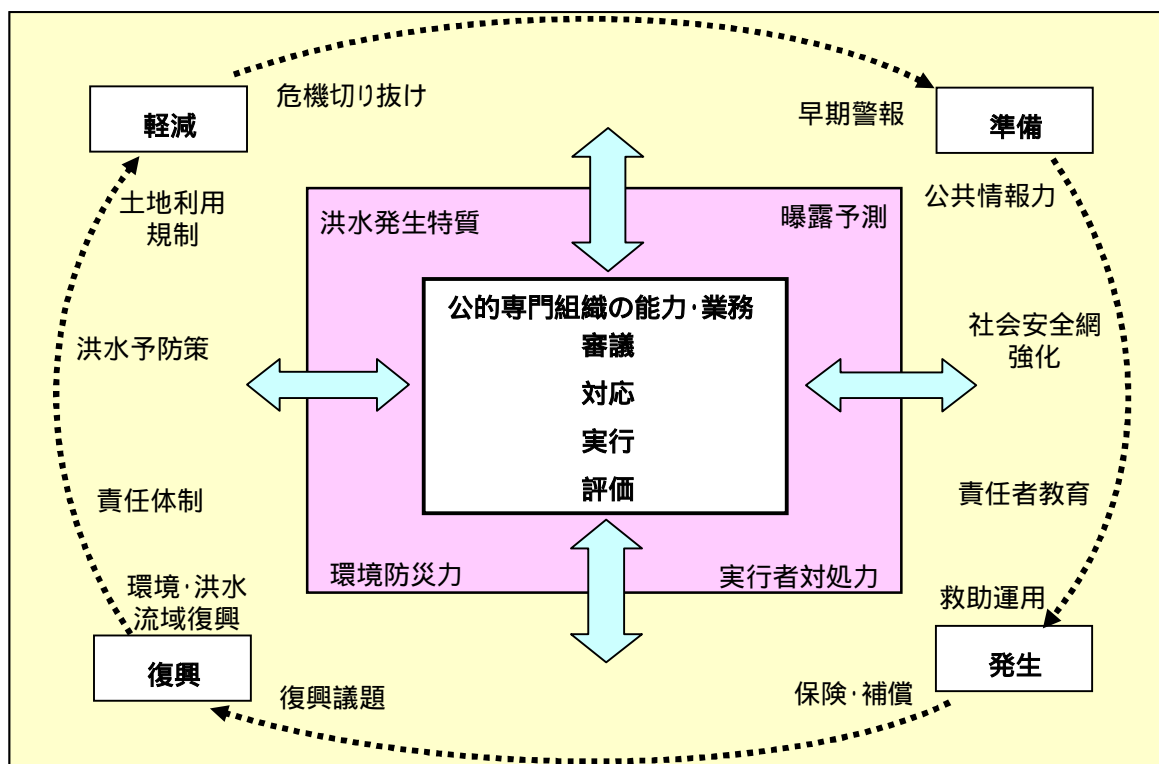 危機切り抜け
軽減
早期警報
準備
土地利用
規制
公共情報力
洪水発生特質
曝露予測
公的専門組織の能力･業務
審議
対応
実行
評価
洪水予防策
社会安全網
強化
責任体制
責任者教育
環境防災力
実行者対処力
環境･洪水
流域復興
救助運用
復興
発生
復興議題
保険･補償